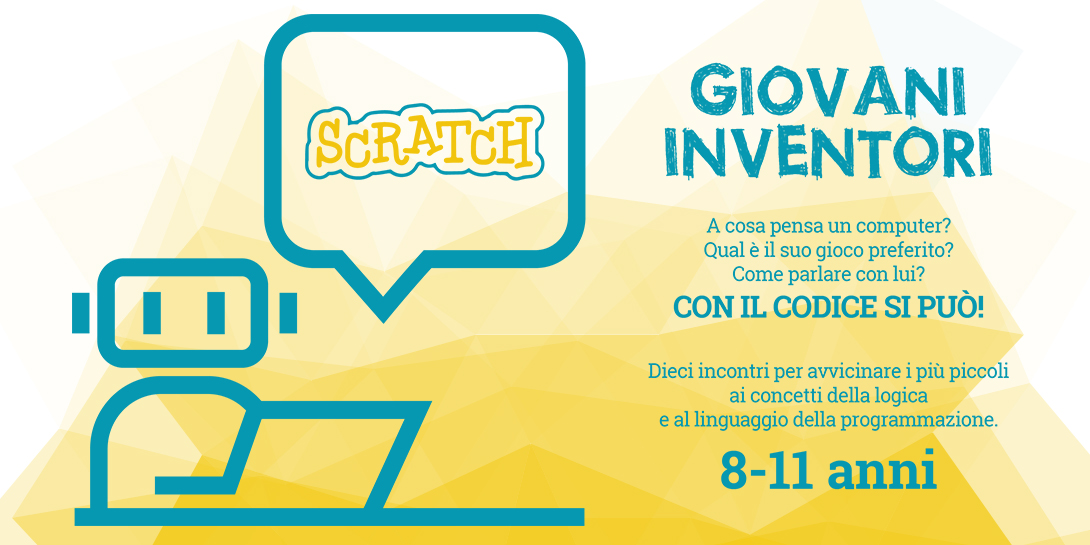 SCRATCH
GIOVANI
INVENTORI
A cosa pensa un computer?
Qual è il suo gioco preferito?
Come parlare con lui?
CON IL CODICE SI PUÒ!
Dieci incontri per avvicinare i più piccoli
ai concetti della logica
e al linguaggio della programmazione.
8-11 anni